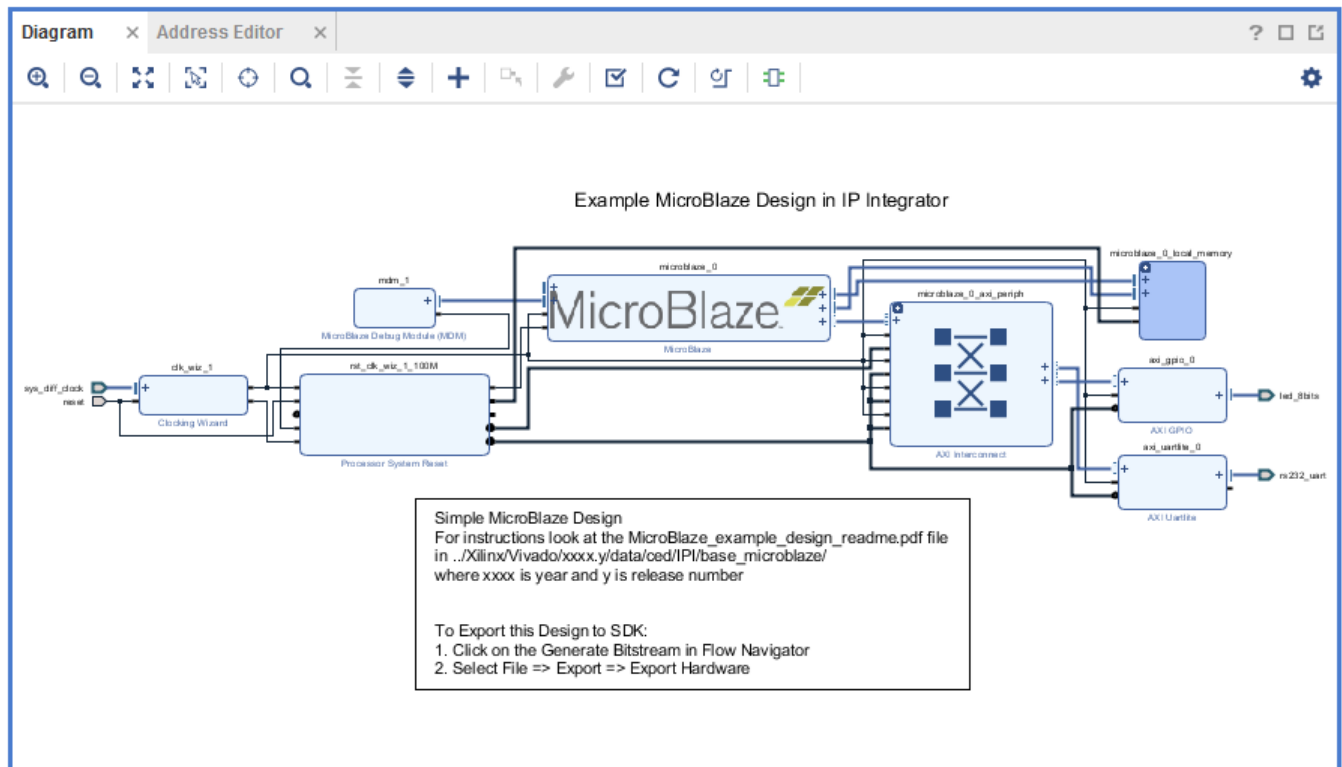 Diagram
Address Editor
Example MicroBlaze Design in IP Integrator
microblaze_0_local_memory
microblaze_0
mdm_1
microblaze_0_axi_periph
MicroBlaze
MicroBlaze Debug Module (MDM)
MicroBlaze
axi_gpio_0
clk_wiz_1
rst_clk_wiz_1_100M
sys_diff_clock
reset
led_8bits
Clocking Wizard
AXI GPIO
axi_uartlite_0
AXI Interconnect
Processor System Reset
rs232_uart
AXI Uartlite
Simple MicroBlaze Design
For instructions look at the MicroBlaze_example_design_readme.pdf file
in ../Xilinx/Vivado/xxxx.y/data/ced/IPI/base_microblaze/
where xxxx is year and y is release number
To Export this Design to SDK:
1. Click on the Generate Bitstream in Flow Navigator
2. Select File => Export => Export Hardware